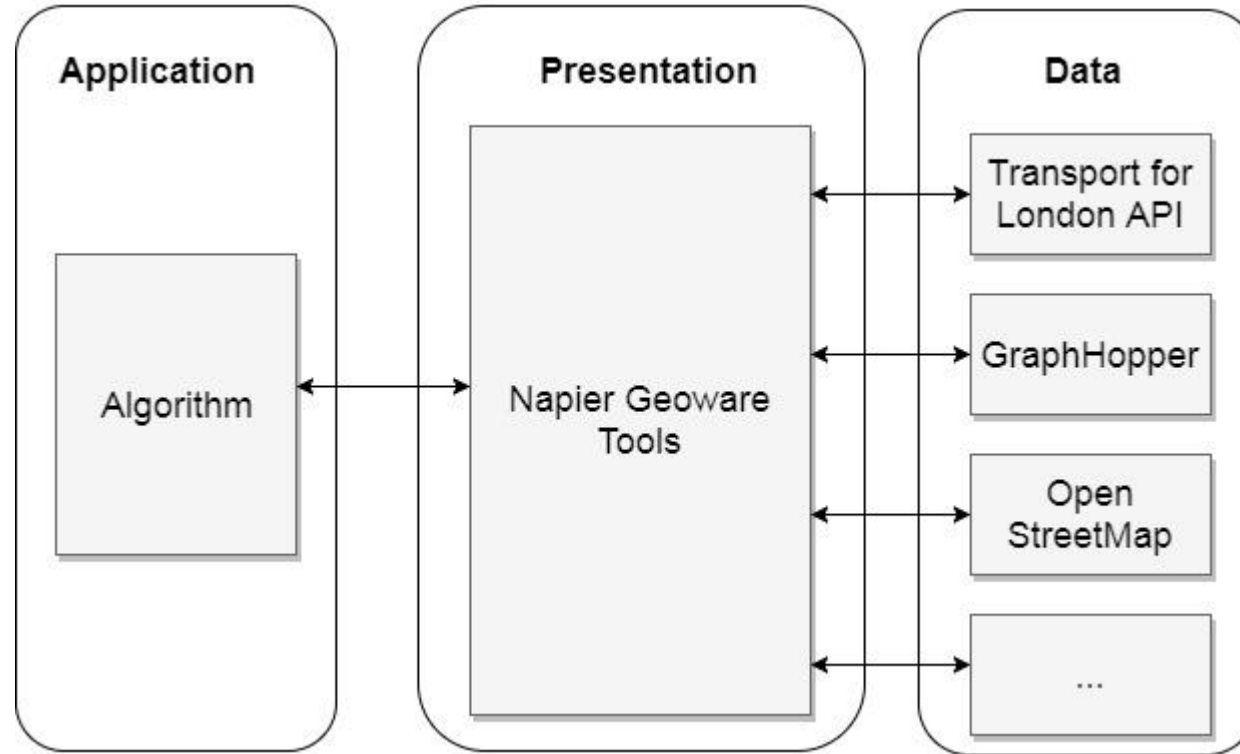 Application
Presentation
Data
Algorithm
Napier Geoware
Tools
Transport for
London API
GraphHopper
Open
StreetMap
...